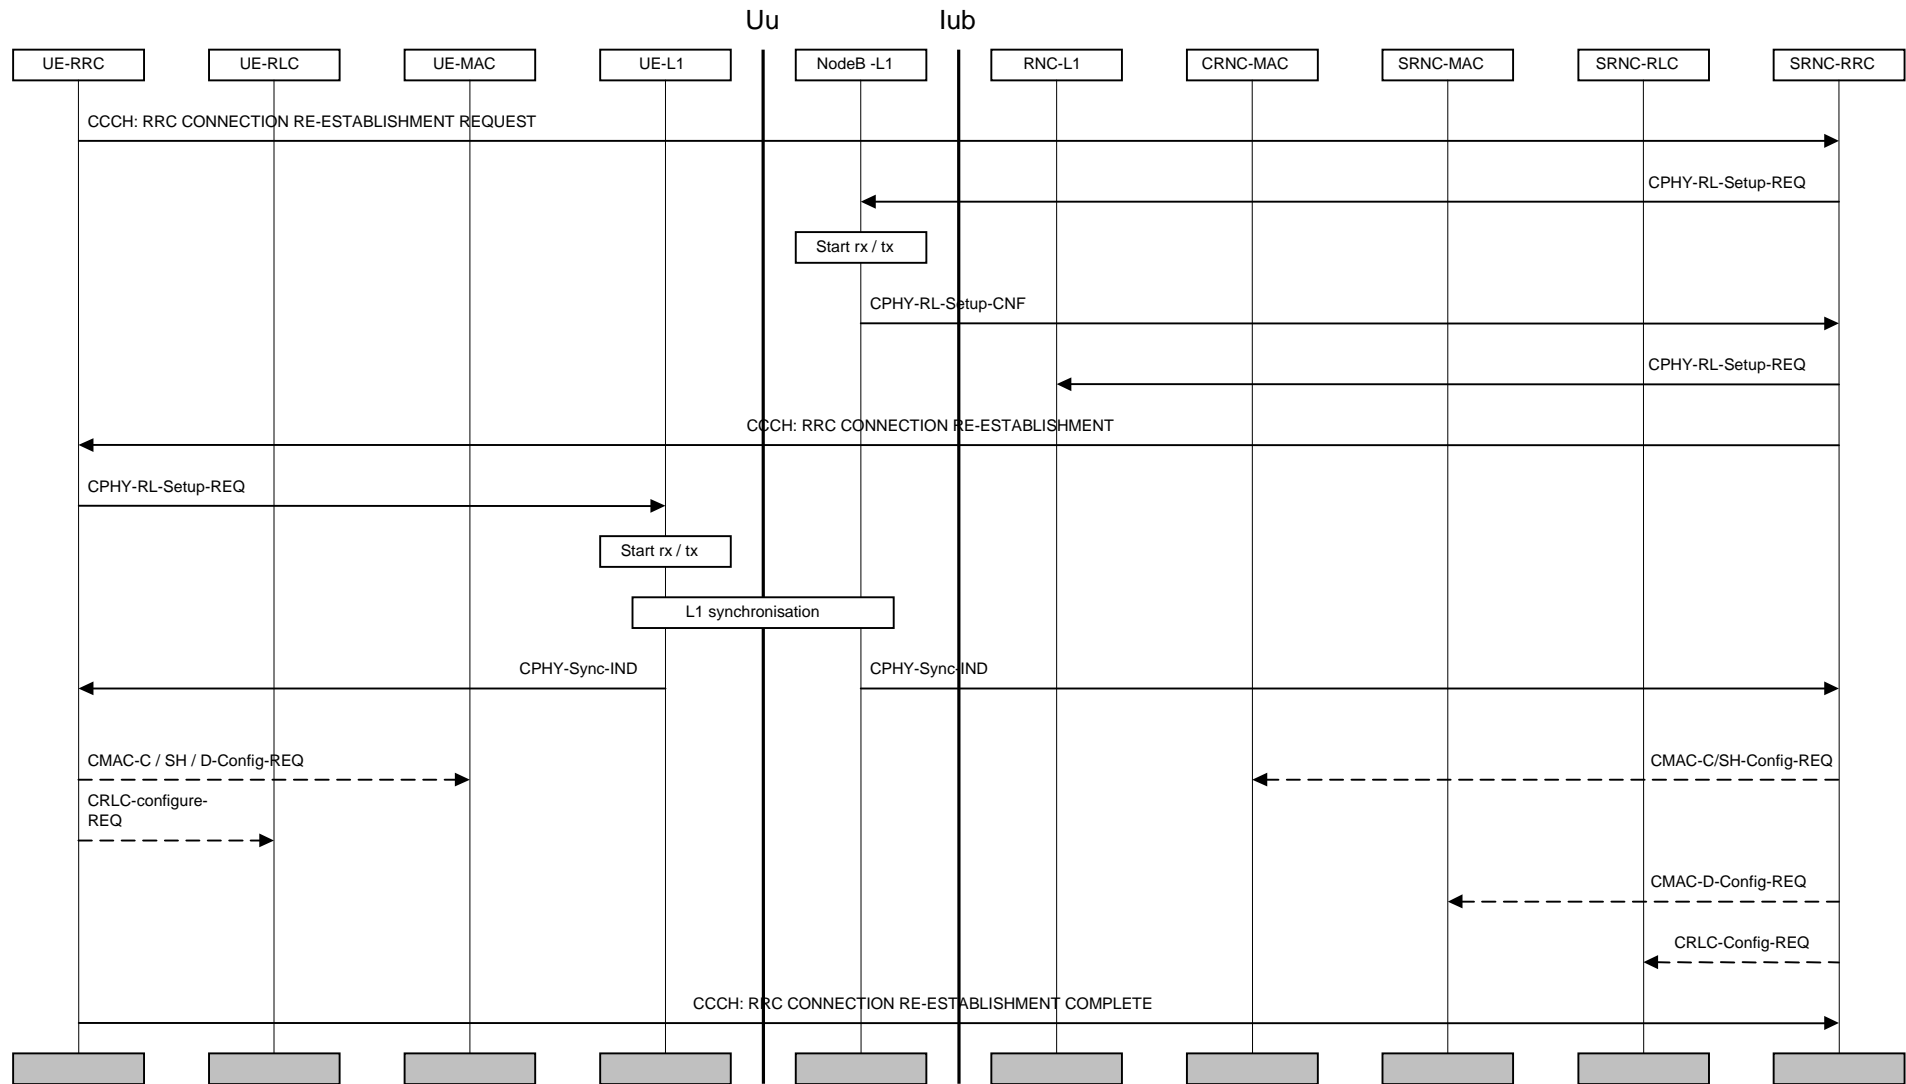 Uu
Iub
UE-RRC
UE-RLC
UE-MAC
UE-L1
NodeB -L1
RNC-L1
CRNC-MAC
SRNC-MAC
SRNC-RLC
SRNC-RRC
CCCH: RRC CONNECTION RE-ESTABLISHMENT REQUEST
CPHY-RL-Setup-REQ
Start rx / tx
CPHY-RL-Setup-CNF
CPHY-RL-Setup-REQ
CCCH: RRC CONNECTION RE-ESTABLISHMENT
CPHY-RL-Setup-REQ
Start rx / tx
L1 synchronisation
CPHY-Sync-IND
CPHY-Sync-IND
CMAC-C / SH / D-Config-REQ
CMAC-C/SH-Config-REQ
CRLC-configure-
REQ
CMAC-D-Config-REQ
CRLC-Config-REQ
CCCH: RRC CONNECTION RE-ESTABLISHMENT COMPLETE